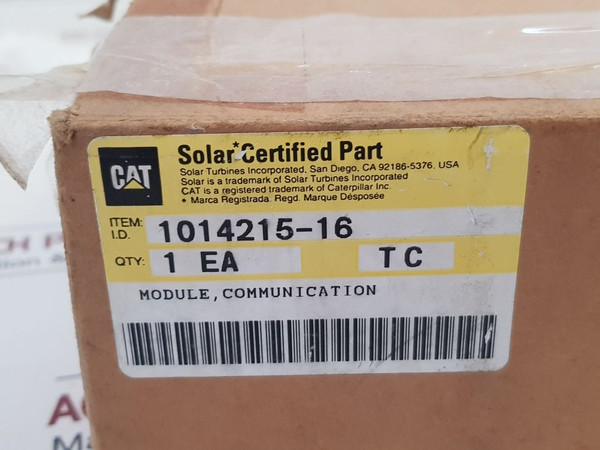 CAT
Solar*Certified Part
Solar Turbines Incorporated, San Diego, CA 92186-5376, USA
Solar is a trademark of Solar Turbines Incorporated
CAT is a registered trademark of Caterpillar Inc.
• Marca Registrada. Regd. Marque Désposée
ITEM: I.D. 1014215-16
QTY: 1 EA TC
MODULE,COMMUNICATION